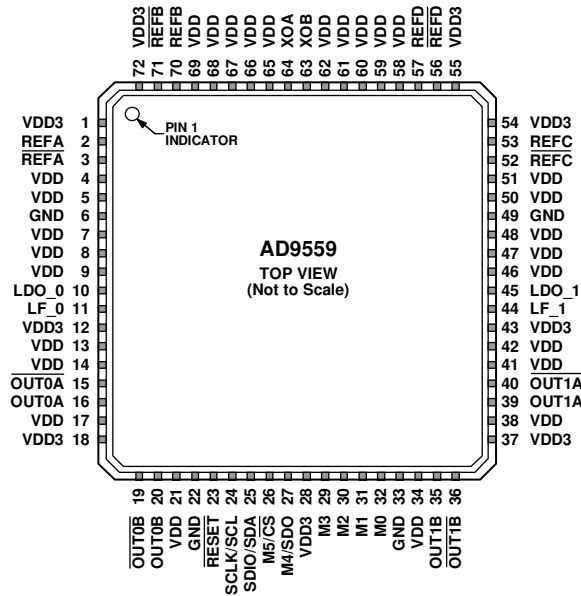 72 VDD3
71 REFB
70 REFB
69 VDD
68 VDD
67 VDD
66 VDD
65 VDD
64 XOA
63 XOB
62 VDD
61 VDD
60 VDD
59 VDD
58 VDD
57 REFD
56 REFD
55 VDD3
VDD3 1
REFA 2
REFA 3
VDD 4
VDD 5
GND 6
VDD 7
VDD 8
VDD 9
LDO_0 10
LF_0 11
VDD3 12
VDD 13
VDD 14
OUT0A 15
OUT0A 16
VDD 17
VDD3 18
PIN 1
INDICATOR
AD9559
TOP VIEW
(Not to Scale)
54 VDD3
53 REFC
52 REFC
51 VDD
50 VDD
49 GND
48 VDD
47 VDD
46 VDD
45 LDO_1
44 LF_1
43 VDD3
42 VDD
41 VDD
40 OUT1A
39 OUT1A
38 VDD
37 VDD3
OUT0B 19
OUT0B 20
VDD 21
GND 22
RESET 23
SCLK/SCL 24
SDIO/SDA 25
M5/CS 26
M4/SDO 27
VDD3 28
M3 29
M2 30
M1 31
M0 32
GND 33
VDD 34
OUT1B 35
OUT1B 36